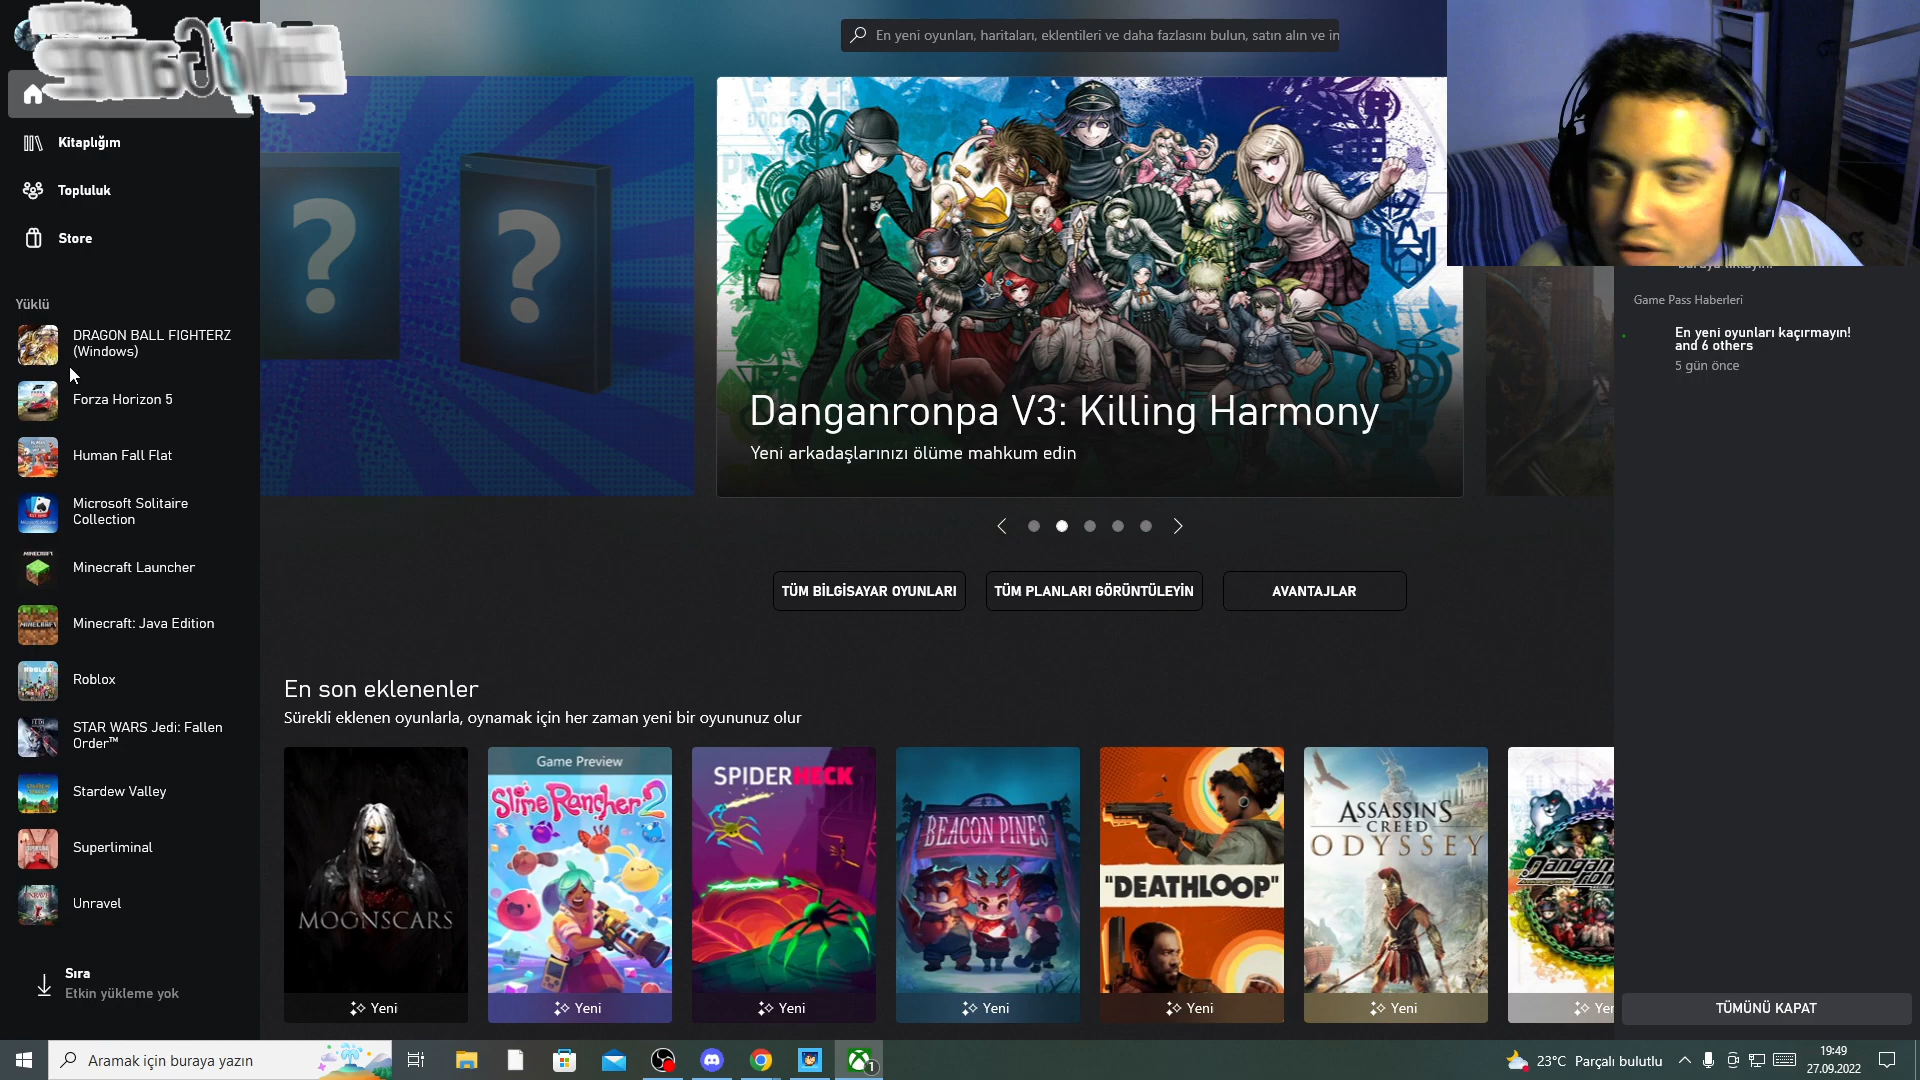 En yeni oyunları, haritaları, eklentileri ve daha fazlasını bulun, satın alın ve in
Kitaplığım
Topluluk
Store
Yüklü
DRAGON BALL FIGHTERZ
(Windows)
Forza Horizon 5
Human Fall Flat
Microsoft Solitaire
Collection
Minecraft Launcher
Minecraft: Java Edition
Roblox
STAR WARS Jedi: Fallen
Order™
Stardew Valley
Superliminal
Unravel
Sıra
Etkin yükleme yok
? ?
Danganronpa V3: Killing Harmony
Yeni arkadaşlarınızı ölüme mahkum edin
TÜM BİLGİSAYAR OYUNLARI
TÜM PLANLARI GÖRÜNTÜLEYİN
AVANTAJLAR
En son eklenenler
Sürekli eklenen oyunlarla, oynamak için her zaman yeni bir oyununuz olur
MOONSCARS
Yeni
Game Preview
Slime Rancher 2
Yeni
SPIDERHECK
Yeni
BEACON PINES
Yeni
"DEATHLOOP"
Yeni
ASSASSIN'S
CREED
ODYSSEY
Yeni
Game Pass Haberleri
En yeni oyunları kaçırmayın!
and 6 others
5 gün önce
TÜMÜNÜ KAPAT
Aramak için buraya yazın
1
23°C Parçalı bulutlu
19:49
27.09.2022